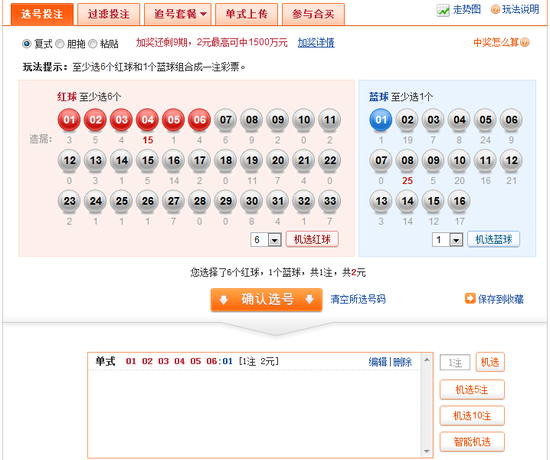 选号投注 过滤投注 追号套餐 单式上传 参与合买 走势图 玩法说明
复式 胆拖 粘贴 加奖还剩9期，2元最高可中1500万元 加奖详情 中奖怎么算
玩法提示：至少选6个红球和1个蓝球组合成一注彩票。
红球 至少选6个
01 02 03 04 05 06 07 08 09 10 11
遗漏: 3 5 4 15 1 4 6 9 2 0 2
12 13 14 15 16 17 18 19 20 21 22
0 3 1 5 2 0 11 7 4 0
23 24 25 26 27 28 29 30 31 32 33
2 1 1 1 7 0 0 8 4 1 7
6 机选红球
蓝球 至少选1个
01 02 03 04 05 06
1 19 7 8 24 9
07 08 09 10 11 12
0 25 5 20 16 21
13 14 15 16
3 14 1 2
1 机选蓝球
您选择了6个红球，1个蓝球，共1注，共2元
确认选号 清空所选号码 保存到收藏
单式 01 02 03 04 05 06:01 [1注 2元] 编辑|删除
1注 机选
机选5注
机选10注
智能机选